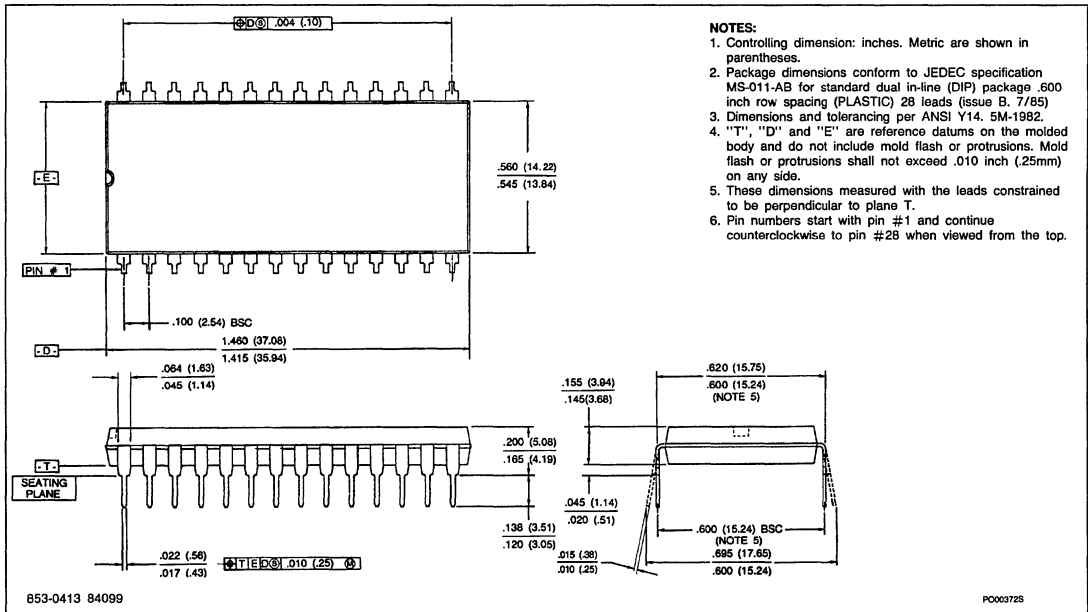 ⌖ D Ⓢ .004 (.10)
NOTES:
1. Controlling dimension: inches. Metric are shown in
parentheses.
2. Package dimensions conform to JEDEC specification
MS-011-AB for standard dual in-line (DIP) package .600
inch row spacing (PLASTIC) 28 leads (issue B. 7/85)
3. Dimensions and tolerancing per ANSI Y14. 5M-1982.
4. "T", "D" and "E" are reference datums on the molded
body and do not include mold flash or protrusions. Mold
flash or protrusions shall not exceed .010 inch (.25mm)
on any side.
5. These dimensions measured with the leads constrained
to be perpendicular to plane T.
6. Pin numbers start with pin #1 and continue
counterclockwise to pin #28 when viewed from the top.
- E -
.560 (14.22)
.545 (13.84)
PIN # 1
.100 (2.54) BSC
- D -
1.460 (37.08)
1.415 (35.94)
.064 (1.63)
.045 (1.14)
.155 (3.94)
.145(3.68)
.620 (15.75)
.600 (15.24)
(NOTE 5)
.200 (5.08)
.165 (4.19)
- T -
SEATING
PLANE
.045 (1.14)
.020 (.51)
.138 (3.51)
.120 (3.05)
.600 (15.24) BSC
(NOTE 5)
.695 (17.65)
.600 (15.24)
.022 (.56)
.017 (.43)
⌖ T E D Ⓢ .010 (.25) Ⓜ
.015 (.38)
.010 (.25)
853-0413 84099
PO00372S